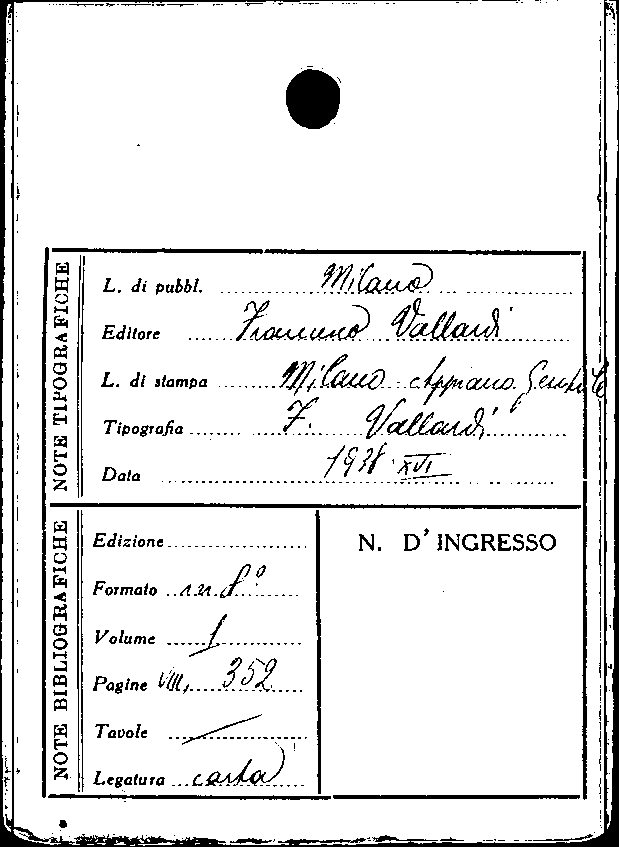 NOTE TIPOGRAFICHE
L. di pubbl. Milano
Editore Francesco Vallardi
L. di stampa Milano Appiano Gentile
Tipografia F. Vallardi
Data 1938 XVI
NOTE BIBLIOGRAFICHE
Edizione
Formato in 8°
Volume 1
Pagine VIII, 352
Tavole /
Legatura carta
N. D'INGRESSO